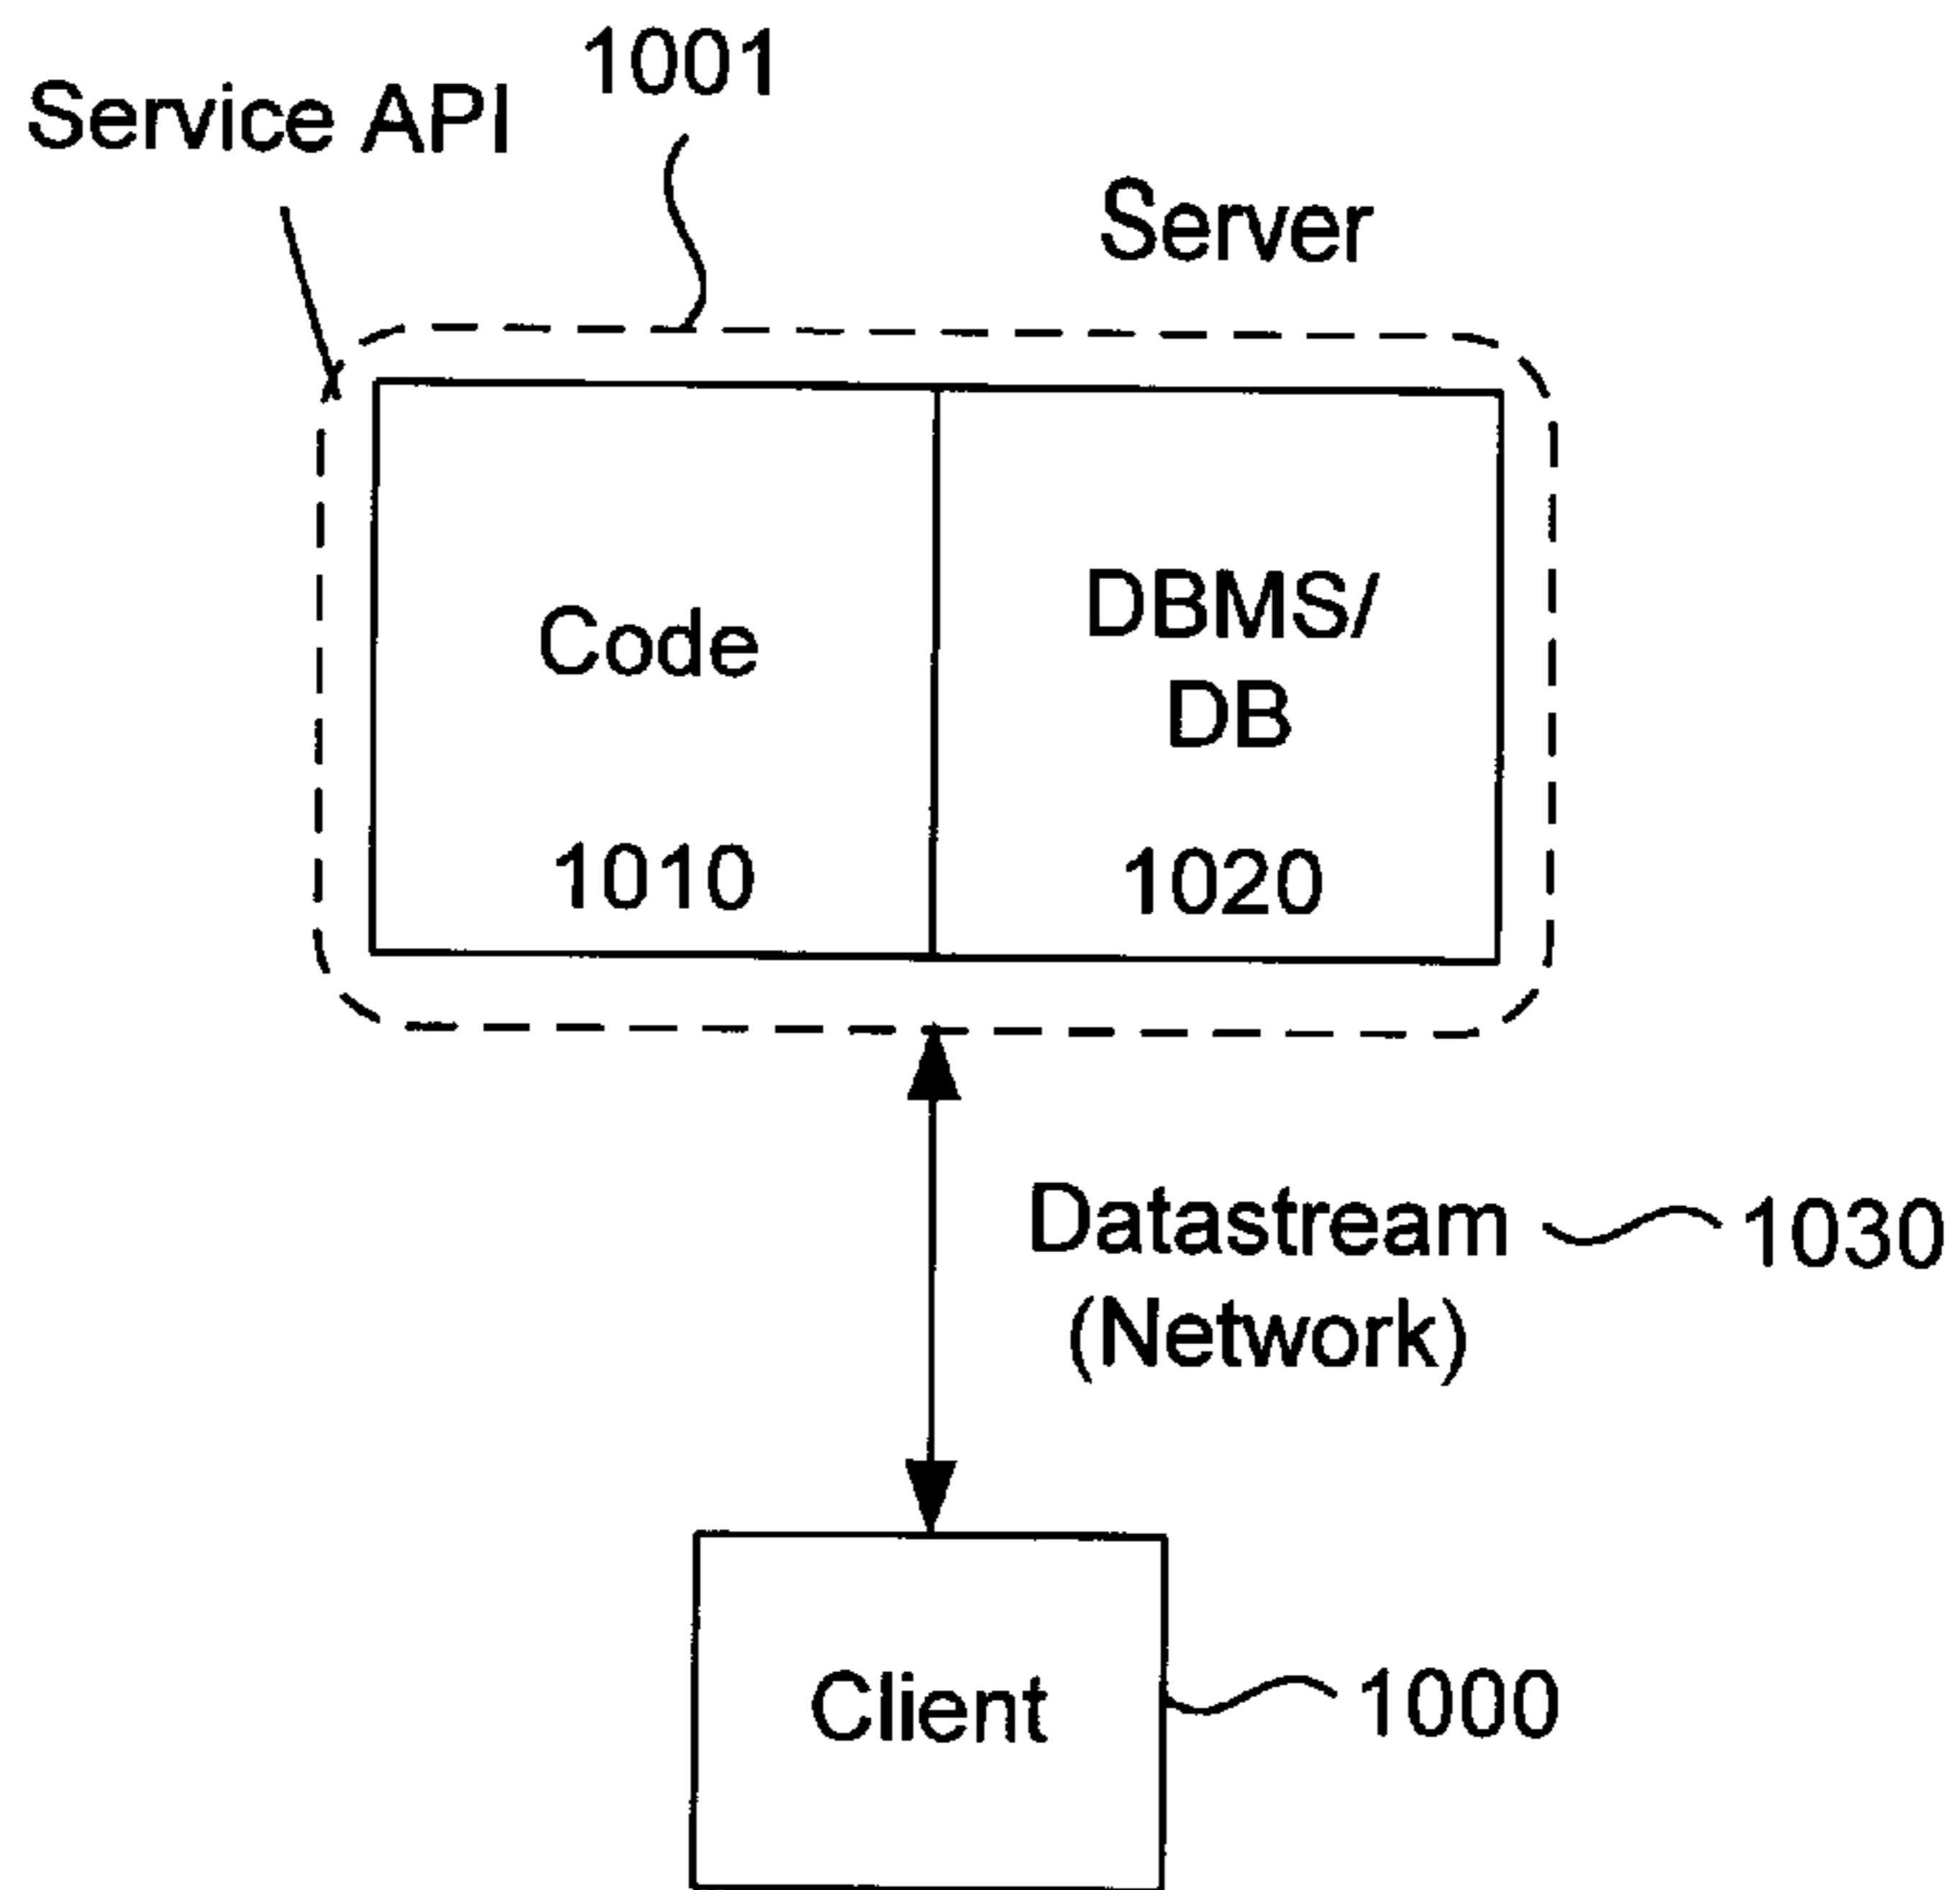 1001
Service API
Server
Code
1010
DBMS/
DB
1020
Datastream
1030
(Network)
Client
1000